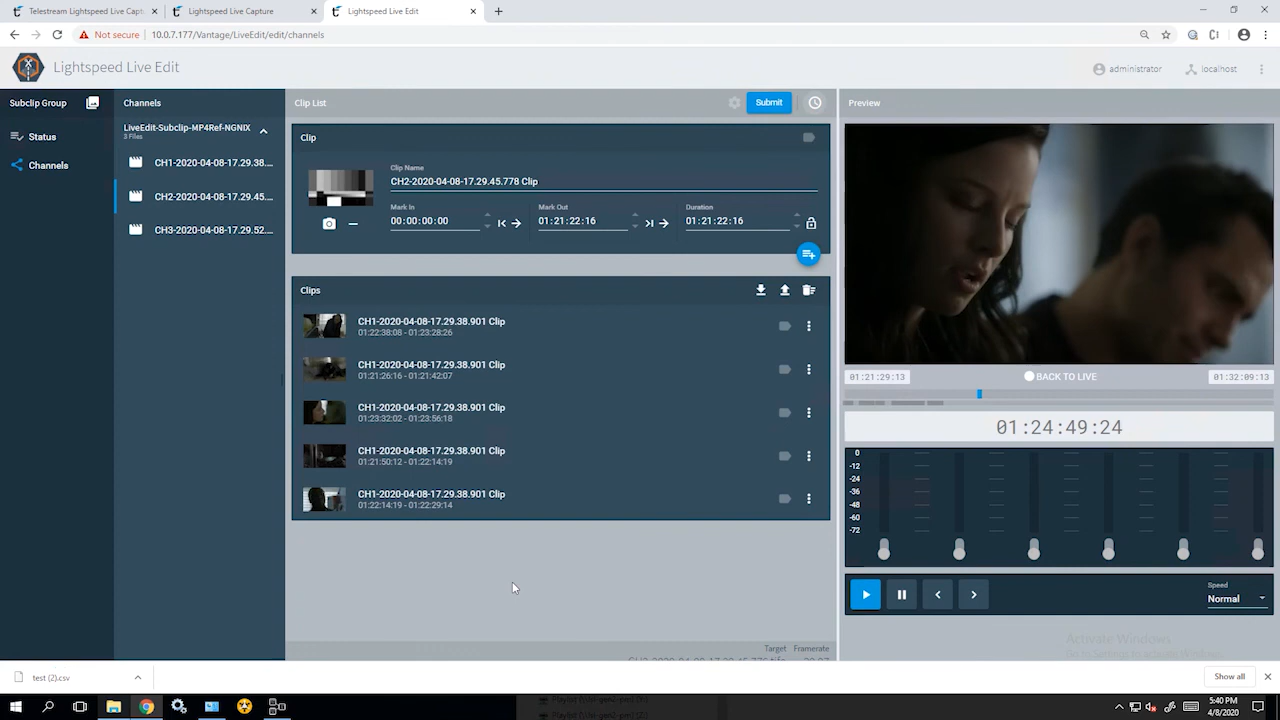 Telestream Lightspeed Live Capt
Lightspeed Live Capture
Lightspeed Live Edit
Not secure
10.0.7.177/Vantage/LiveEdit/edit/channels
Lightspeed Live Edit
administrator
localhost
Subclip Group
Channels
Clip List
Submit
Preview
Status
Channels
LiveEdit-Subclip-MP4Ref-NGNIX
3 Files
CH1-2020-04-08-17.29.38....
CH2-2020-04-08-17.29.45....
CH3-2020-04-08-17.29.52....
Clip
Clip Name
CH2-2020-04-08-17.29.45.778 Clip
Mark In
Mark Out
Duration
00:00:00:00
01:21:22:16
01:21:22:16
Clips
CH1-2020-04-08-17.29.38.901 Clip
01:22:38:08 - 01:23:28:26
CH1-2020-04-08-17.29.38.901 Clip
01:21:26:16 - 01:21:42:07
CH1-2020-04-08-17.29.38.901 Clip
01:23:32:02 - 01:23:56:18
CH1-2020-04-08-17.29.38.901 Clip
01:21:50:12 - 01:22:14:19
CH1-2020-04-08-17.29.38.901 Clip
01:22:14:19 - 01:22:29:14
01:21:29:13
BACK TO LIVE
01:32:09:13
01:24:49:24
0
-12
-24
-36
-48
-60
-72
Speed
Normal
Target
Framerate
Activate Windows
Go to Settings to activate Windows.
test (2).csv
Show all
5:40 PM
4/8/2020